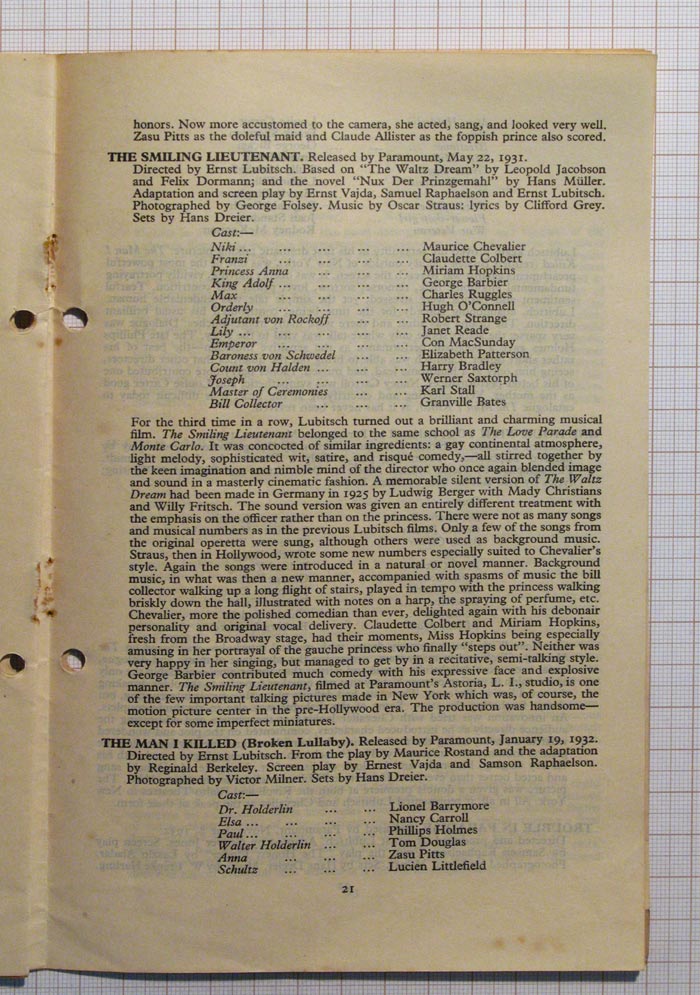 honors. Now more accustomed to the camera, she acted, sang, and looked very well.
Zasu Pitts as the doleful maid and Claude Allister as the foppish prince also scored.
THE SMILING LIEUTENANT. Released by Paramount, May 22, 1931.
Directed by Ernst Lubitsch. Based on "The Waltz Dream" by Leopold Jacobson
and Felix Dormann; and the novel "Nux Der Prinzgemahl" by Hans Müller.
Adaptation and screen play by Ernst Vajda, Samuel Raphaelson and Ernst Lubitsch.
Photographed by George Folsey. Music by Oscar Straus: lyrics by Clifford Grey.
Sets by Hans Dreier.
Cast:—
Niki ... ... ... ... ... Maurice Chevalier
Franzi ... ... ... ... Claudette Colbert
Princess Anna ... ... ... Miriam Hopkins
King Adolf ... ... ... ... George Barbier
Max ... ... ... ... Charles Ruggles
Orderly ... ... ... ... Hugh O'Connell
Adjutant von Rockoff ... ... Robert Strange
Lily ... ... ... ... ... Janet Reade
Emperor ... ... ... ... Con MacSunday
Baroness von Schwedel ... ... Elizabeth Patterson
Count von Halden ... ... ... Harry Bradley
Joseph ... ... ... ... Werner Saxtorph
Master of Ceremonies ... ... Karl Stall
Bill Collector ... ... ... Granville Bates
For the third time in a row, Lubitsch turned out a brilliant and charming musical
film. The Smiling Lieutenant belonged to the same school as The Love Parade and
Monte Carlo. It was concocted of similar ingredients: a gay continental atmosphere,
light melody, sophisticated wit, satire, and risqué comedy,—all stirred together by
the keen imagination and nimble mind of the director who once again blended image
and sound in a masterly cinematic fashion. A memorable silent version of The Waltz
Dream had been made in Germany in 1925 by Ludwig Berger with Mady Christians
and Willy Fritsch. The sound version was given an entirely different treatment with
the emphasis on the officer rather than on the princess. There were not as many songs
and musical numbers as in the previous Lubitsch films. Only a few of the songs from
the original operetta were sung, although others were used as background music.
Straus, then in Hollywood, wrote some new numbers especially suited to Chevalier's
style. Again the songs were introduced in a natural or novel manner. Background
music, in what was then a new manner, accompanied with spasms of music the bill
collector walking up a long flight of stairs, played in tempo with the princess walking
briskly down the hall, illustrated with notes on a harp, the spraying of perfume, etc.
Chevalier, more the polished comedian than ever, delighted again with his debonair
personality and original vocal delivery. Claudette Colbert and Miriam Hopkins,
fresh from the Broadway stage, had their moments, Miss Hopkins being especially
amusing in her portrayal of the gauche princess who finally "steps out". Neither was
very happy in her singing, but managed to get by in a recitative, semi-talking style.
George Barbier contributed much comedy with his expressive face and explosive
manner. The Smiling Lieutenant, filmed at Paramount's Astoria, L. I., studio, is one
of the few important talking pictures made in New York which was, of course, the
motion picture center in the pre-Hollywood era. The production was handsome—
except for some imperfect miniatures.
THE MAN I KILLED (Broken Lullaby). Released by Paramount, January 19, 1932.
Directed by Ernst Lubitsch. From the play by Maurice Rostand and the adaptation
by Reginald Berkeley. Screen play by Ernest Vajda and Samson Raphaelson.
Photographed by Victor Milner. Sets by Hans Dreier.
Cast:—
Dr. Holderlin ... ... Lionel Barrymore
Elsa ... ... ... ... Nancy Carroll
Paul ... ... ... ... Phillips Holmes
Walter Holderlin ... ... Tom Douglas
Anna ... ... ... Zasu Pitts
Schultz ... ... ... Lucien Littlefield
21